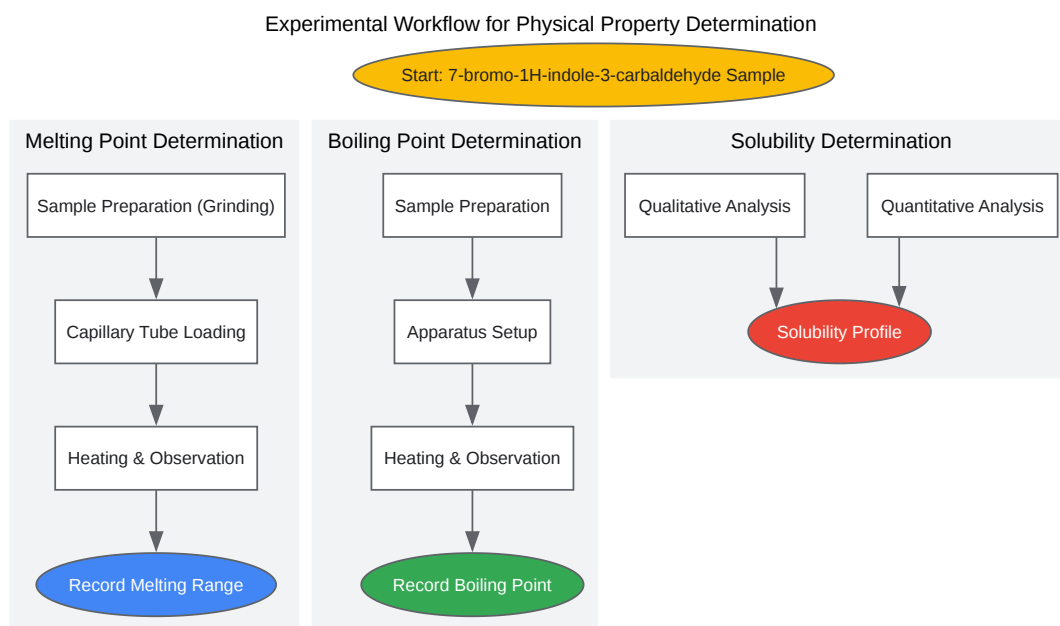 Experimental Workflow for Physical Property Determination
Start: 7-bromo-1H-indole-3-carbaldehyde Sample
Melting Point Determination
Sample Preparation (Grinding)
Capillary Tube Loading
Heating & Observation
Record Melting Range
Boiling Point Determination
Sample Preparation
Apparatus Setup
Heating & Observation
Record Boiling Point
Solubility Determination
Qualitative Analysis
Quantitative Analysis
Solubility Profile